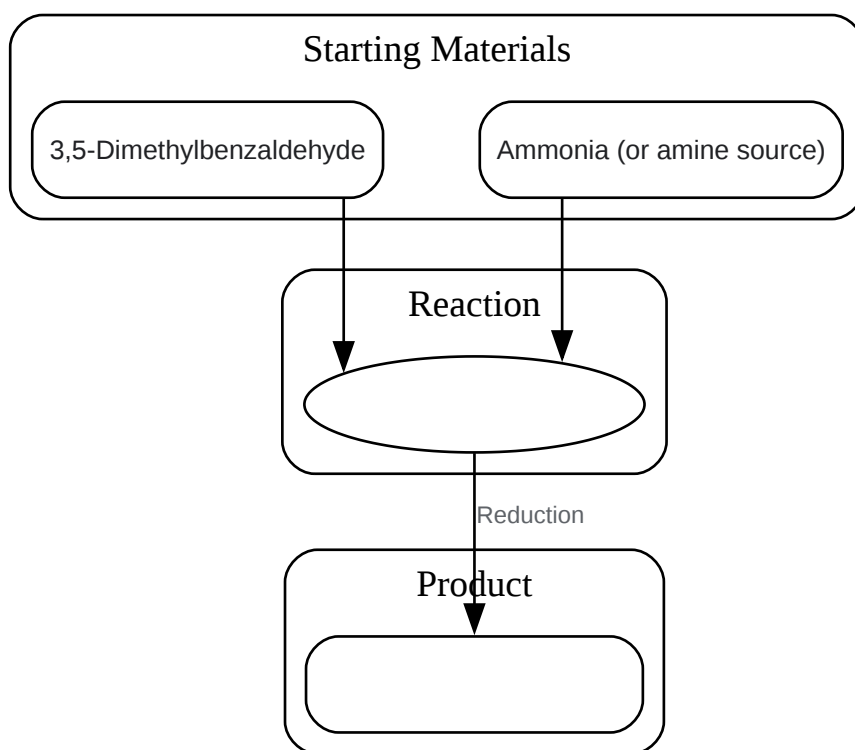 Starting Materials
3,5-Dimethylbenzaldehyde
Ammonia (or amine source)
Reaction
Reduction
Product